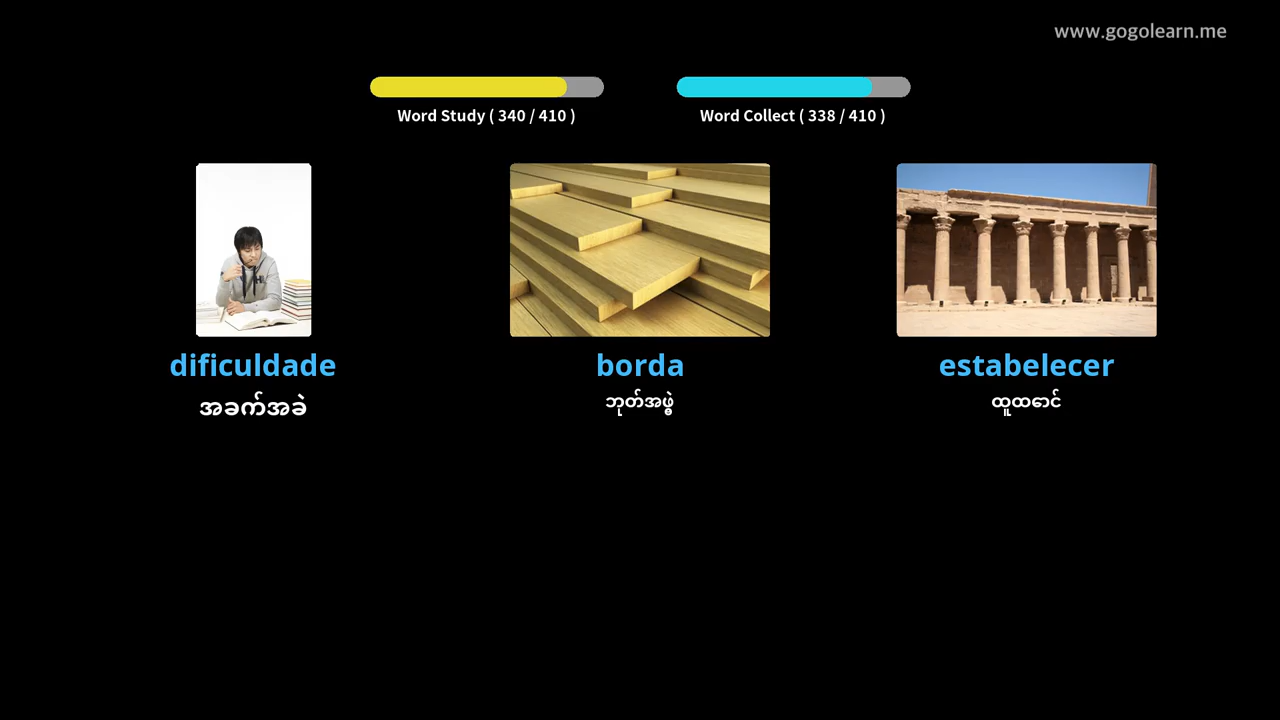 www.gogolearn.me
Word Study ( 340 / 410 )
Word Collect ( 338 / 410 )
dificuldade
အခက်အခဲ
borda
ဘုတ်အဖွဲ့
estabelecer
ထူထောင်